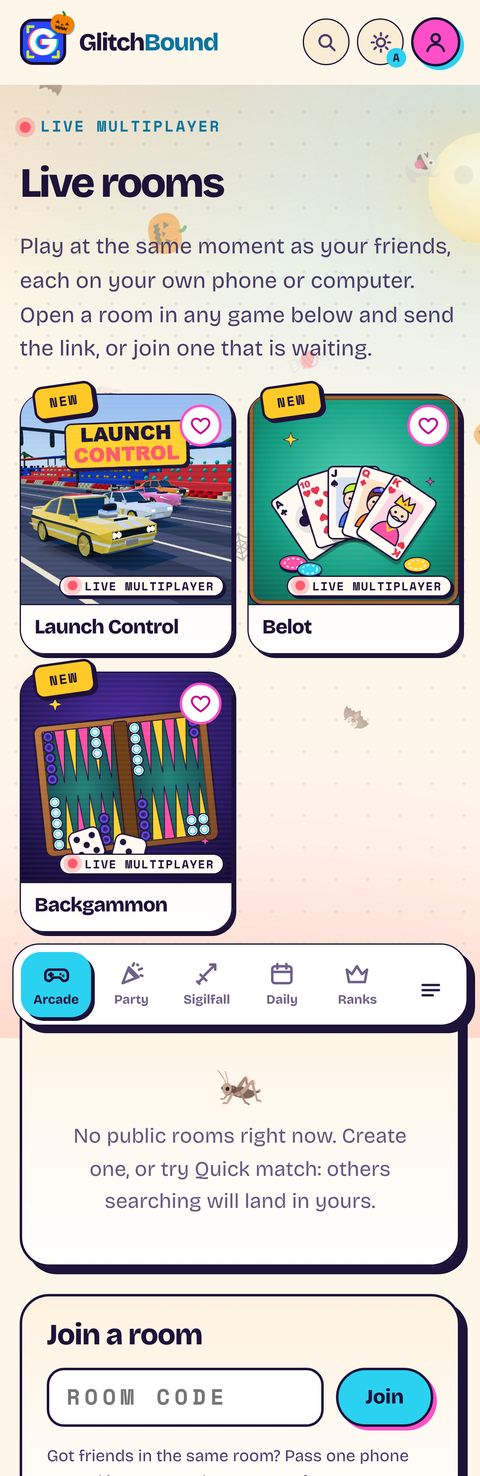 GlitchBound
A
LIVE MULTIPLAYER
Live rooms
Play at the same moment as your friends,
each on your own phone or computer.
Open a room in any game below and send
the link, or join one that is waiting.
NEW
LAUNCH
CONTROL
LIVE MULTIPLAYER
Launch Control
NEW
A
10
J
Q
K
K
LIVE MULTIPLAYER
Belot
NEW
LIVE MULTIPLAYER
Backgammon
Arcade
Party
Sigilfall
Daily
Ranks
No public rooms right now. Create
one, or try Quick match: others
searching will land in yours.
Join a room
ROOM CODE
Join
Got friends in the same room? Pass one phone